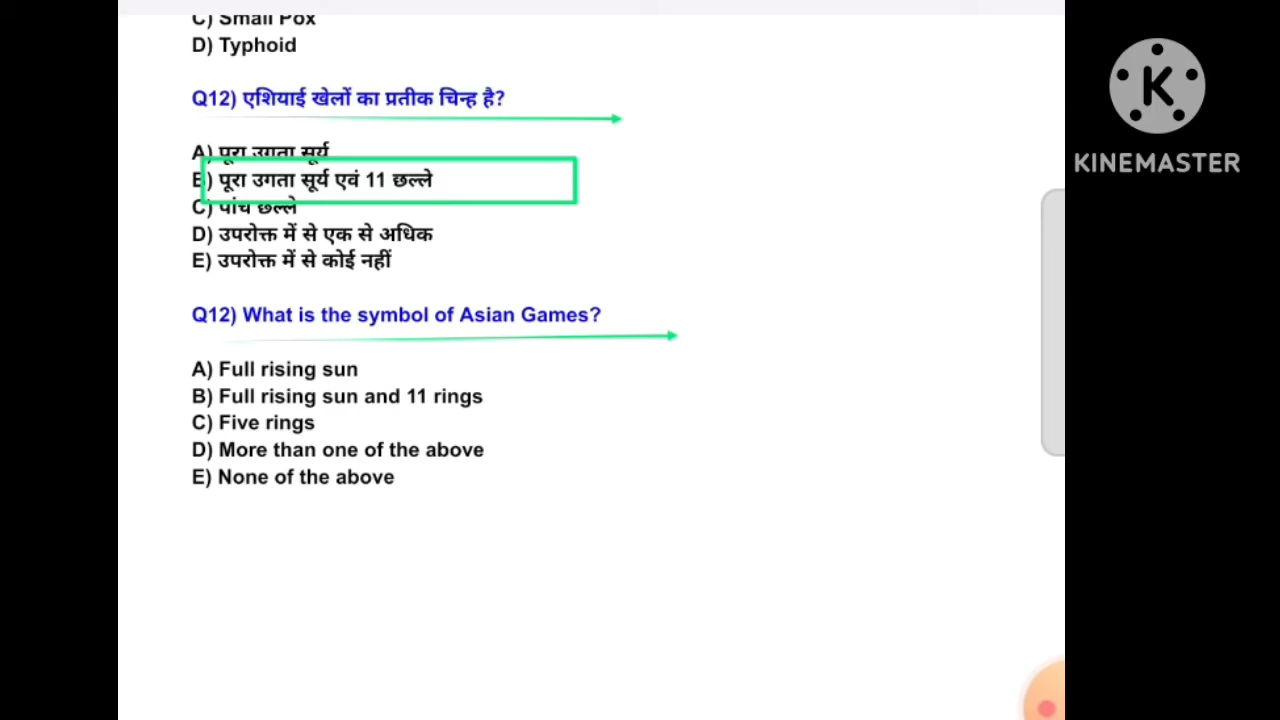 C) Small Pox
D) Typhoid
Q12) एशियाई खेलों का प्रतीक चिन्ह है?
A) पूरा उगता सूर्य
B) पूरा उगता सूर्य एवं 11 छल्ले
C) पांच छल्ले
D) उपरोक्त में से एक से अधिक
E) उपरोक्त में से कोई नहीं
Q12) What is the symbol of Asian Games?
A) Full rising sun
B) Full rising sun and 11 rings
C) Five rings
D) More than one of the above
E) None of the above
K
KINEMASTER